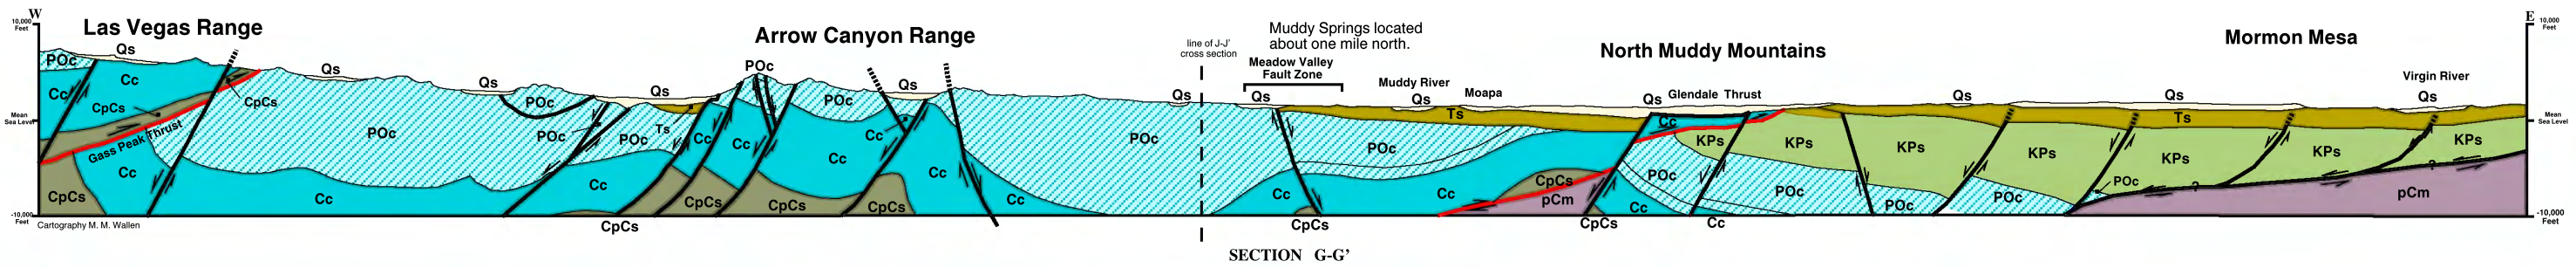 W
10,000
Feet
Las Vegas Range
Arrow Canyon Range
line of J-J'
cross section
Muddy Springs located
about one mile north.
Meadow Valley
Fault Zone
Muddy River
Moapa
North Muddy Mountains
Glendale Thrust
Mormon Mesa
Virgin River
E
10,000
Feet
POc
Qs
Cc
Cc
CpCs
CpCs
Qs
Qs
Qs
POc
Qs
Qs
Qs
Qs
Qs
Qs
Qs
Qs
Mean
Sea Level
Gass Peak Thrust
Cc
CpCs
POc
Cc
POc
POc
POc
Ts
Cc
Cc
Cc
POc
Cc
Cc
Cc
CpCs
CpCs
CpCs
CpCs
POc
Cc
Cc
CpCs
Ts
POc
Cc
CpCs
pCm
CpCs
Cc
Cc
POc
Cc
KPs
KPs
KPs
KPs
KPs
KPs
POc
POc
POc
POc
Ts
?
?
pCm
Mean
Sea Level
-10,000
Feet
-10,000
Feet
Cartography M. M. Wallen
SECTION G-G'